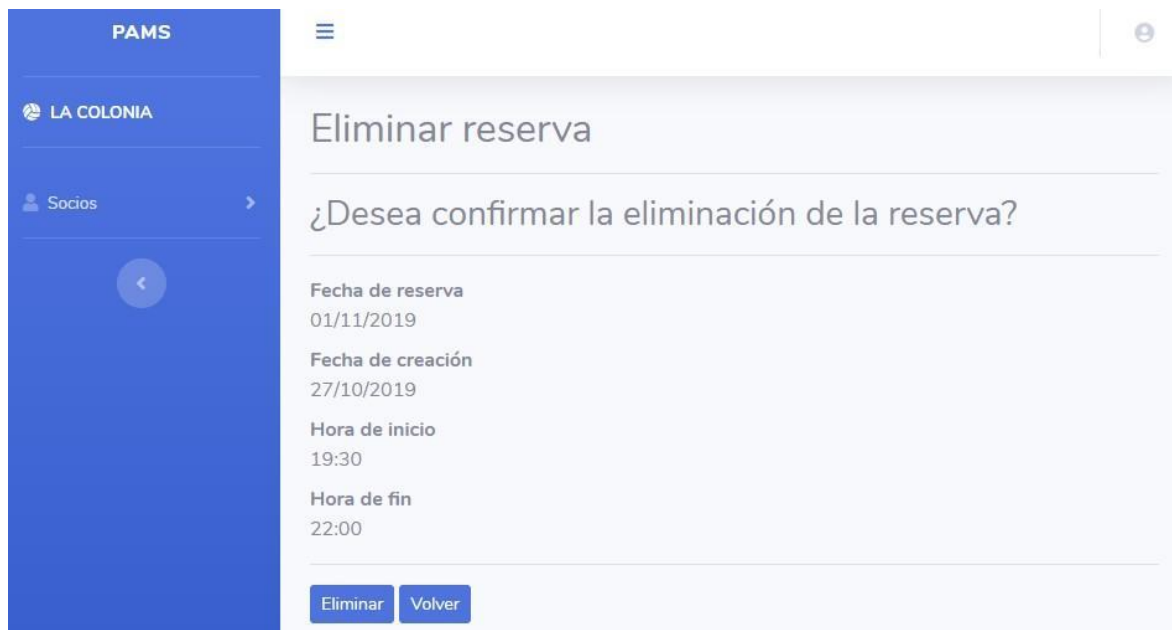 PAMS
LA COLONIA
Socios
Eliminar reserva
¿Desea confirmar la eliminación de la reserva?
Fecha de reserva
01/11/2019
Fecha de creación
27/10/2019
Hora de inicio
19:30
Hora de fin
22:00
Eliminar Volver